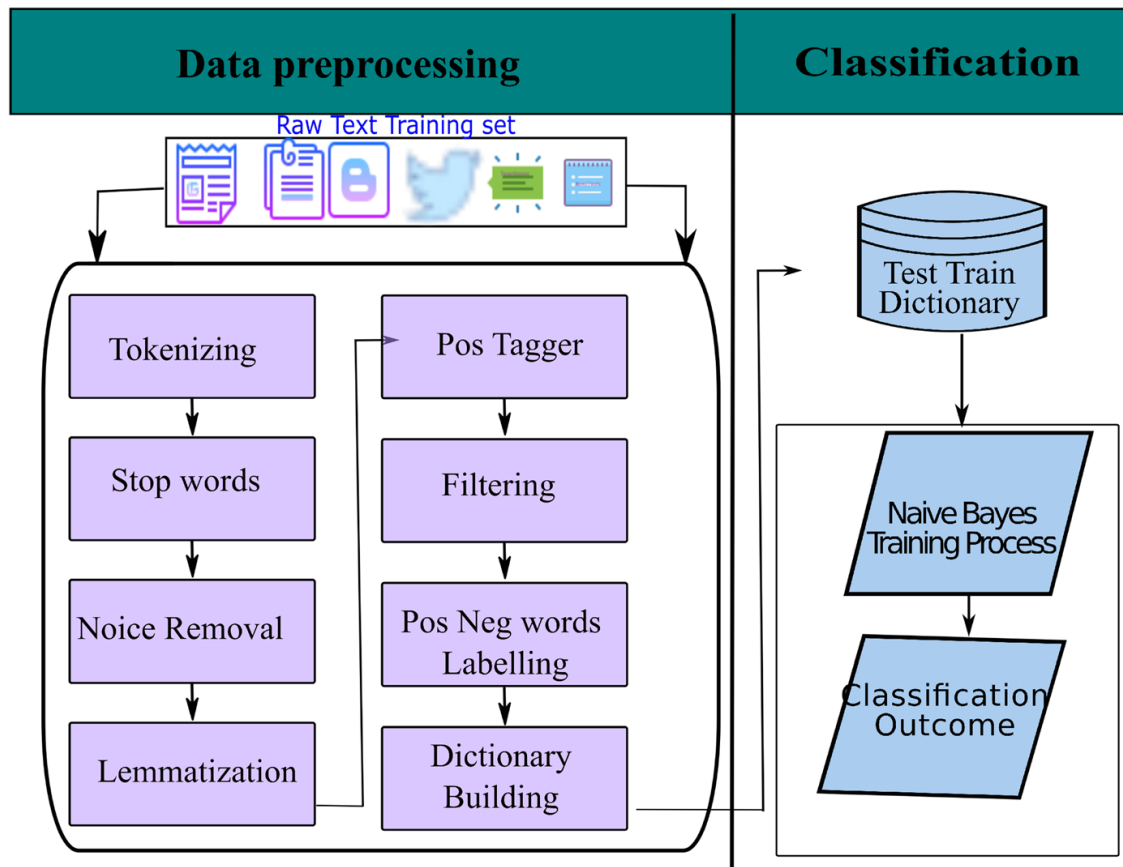 Data preprocessing
Classification
Raw Text Training set
Tokenizing
Stop words
Noice Removal
Lemmatization
Pos Tagger
Filtering
Pos Neg words
Labelling
Dictionary
Building
Test Train
Dictionary
Naive Bayes
Training Process
Classification
Outcome